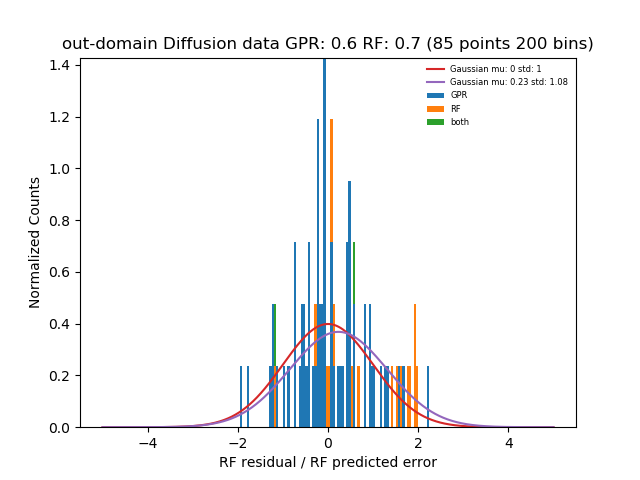 out-domain Diffusion data GPR: 0.6 RF: 0.7 (85 points 200 bins)
Gaussian mu: 0 std: 1
Gaussian mu: 0.23 std: 1.08
GPR
RF
both
Normalized Counts
1.4
1.2
1.0
0.8
0.6
0.4
0.2
0.0
−4
−2
0
2
4
RF residual / RF predicted error